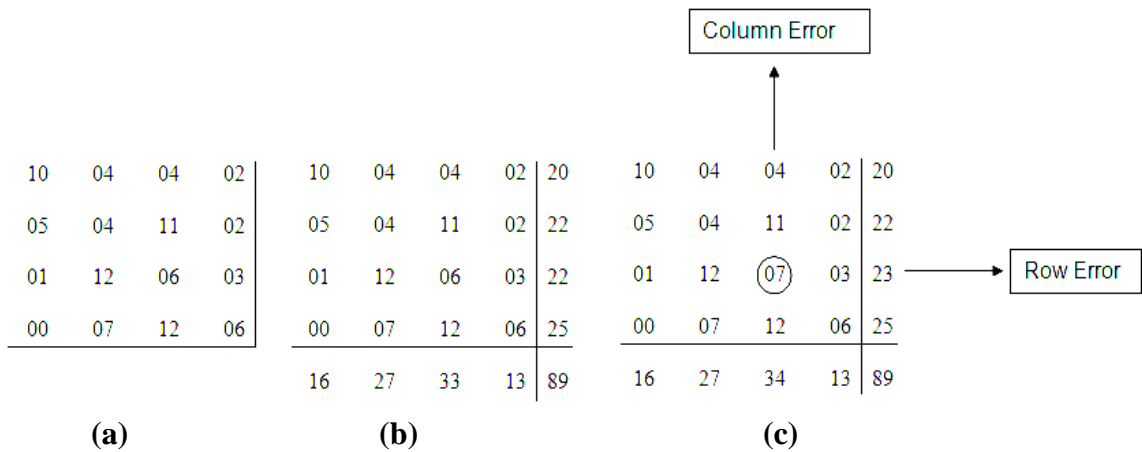 Column Error
10 04 04 02
05 04 11 02
01 12 06 03
00 07 12 06
(a)
10 04 04 02 20
05 04 11 02 22
01 12 06 03 22
00 07 12 06 25
16 27 33 13 89
(b)
10 04 04 02 20
05 04 11 02 22
01 12 07 03 23
Row Error
00 07 12 06 25
16 27 34 13 89
(c)